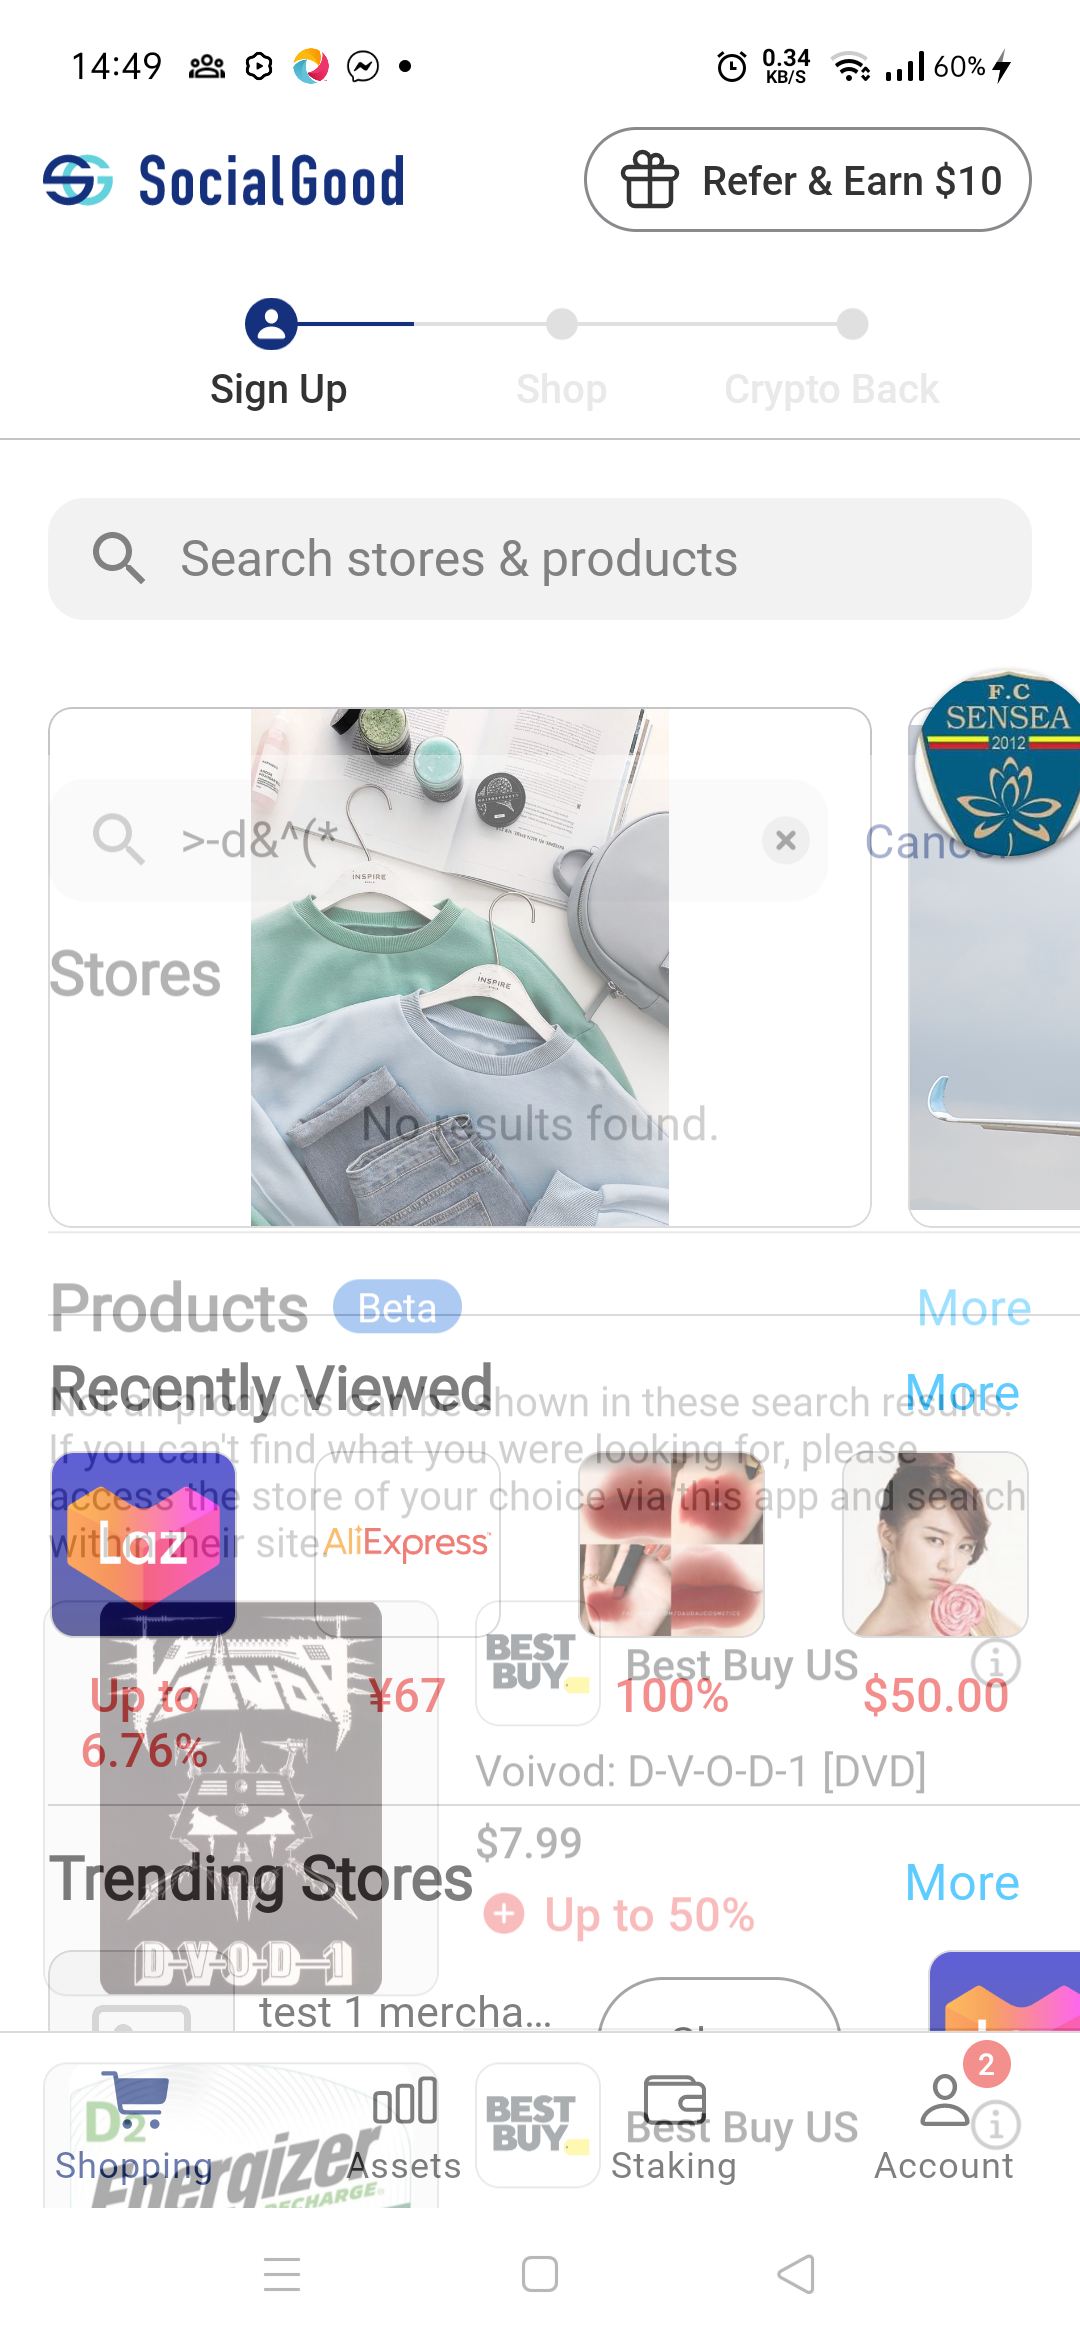 14:49
0.34
KB/S
60%
SocialGood
Refer & Earn $10
Sign Up
Shop
Crypto Back
Search stores & products
F.C
SENSEA
2012
>-d&^(*
Cancel
INSPIRE
INSPIRE
Stores
No results found.
Products
Beta
More
Recently Viewed
More
Not all products can be shown in these search results.
If you can't find what you were looking for, please
access the store of your choice via this app and search
within their site.
Laz
AliExpress
Up to
6.76%
¥67
100%
$50.00
BEST
BUY
Best Buy US
Voivod: D-V-O-D-1 [DVD]
$7.99
Up to 50%
VOIVOD
D-V-O-D-1
Trending Stores
More
test 1 mercha...
2
D2
Energizer
RECHARGE
BEST
BUY
Best Buy US
Shopping
Assets
Staking
Account